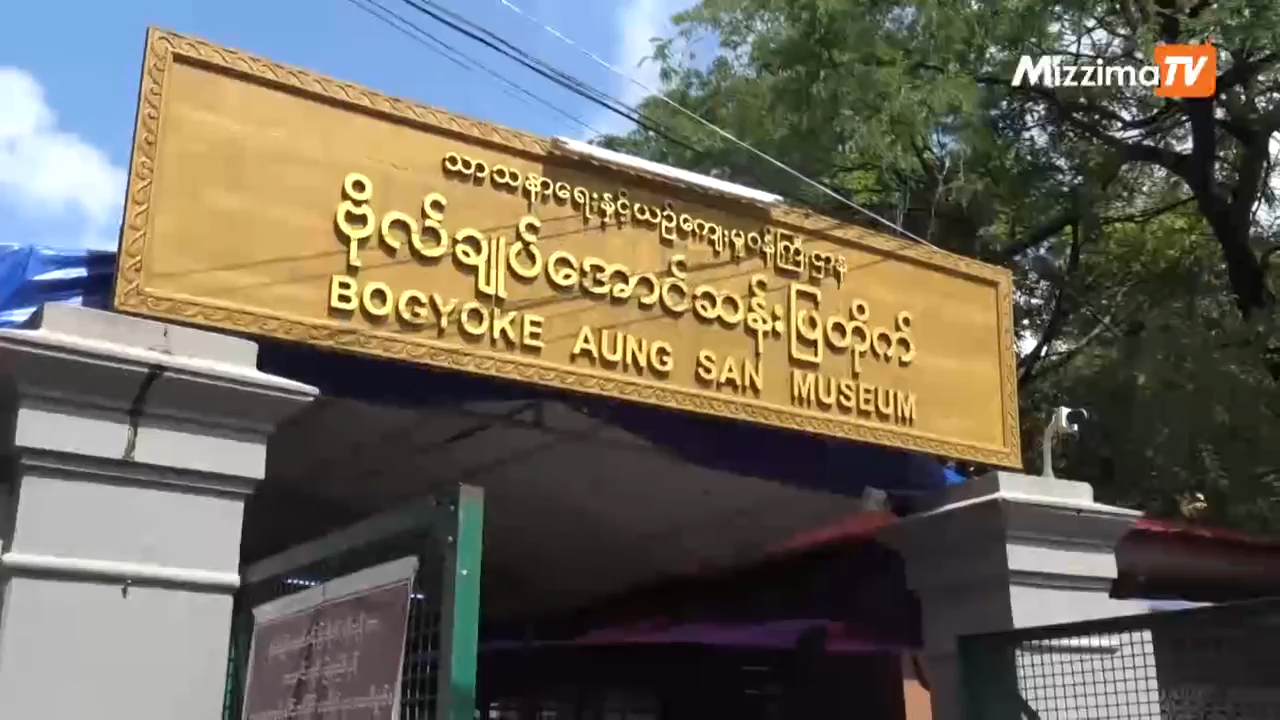 MizzimaTV
သာသနာရေးနှင့်ယဉ်ကျေးမှုဝန်ကြီးဌာန
ဗိုလ်ချုပ်အောင်ဆန်းပြတိုက်
BOGYOKE AUNG SAN MUSEUM